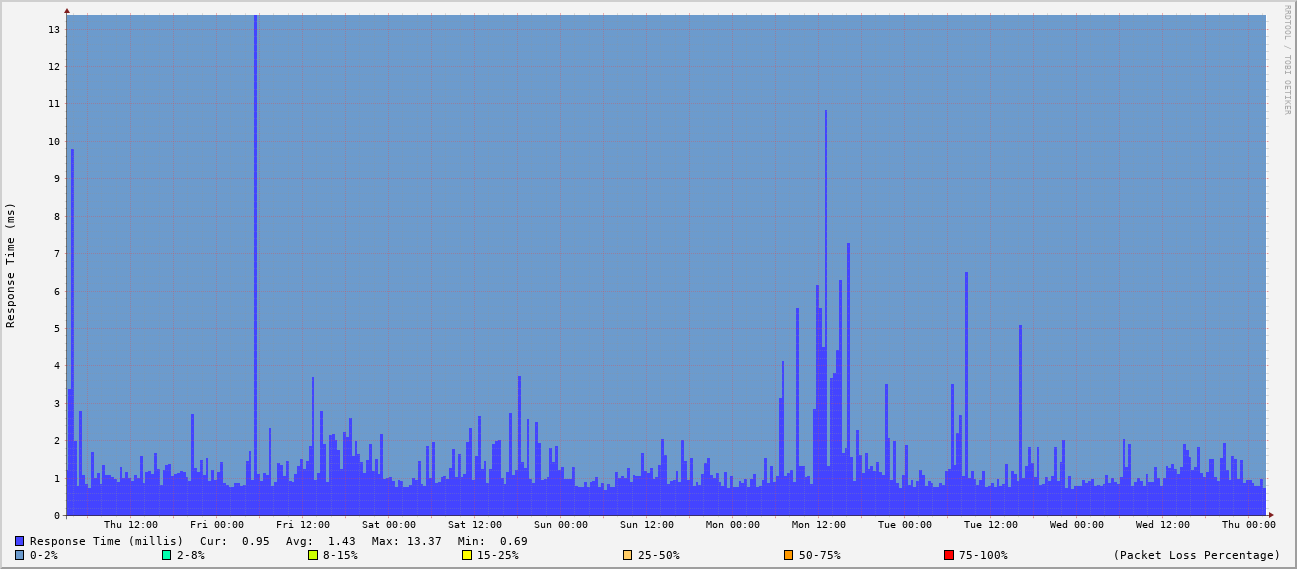 RRDTOOL / TOBI OETIKER
Response Time (ms)
13
12
11
10
9
8
7
6
5
4
3
2
1
0
Thu 12:00 Fri 00:00 Fri 12:00 Sat 00:00 Sat 12:00 Sun 00:00 Sun 12:00 Mon 00:00 Mon 12:00 Tue 00:00 Tue 12:00 Wed 00:00 Wed 12:00 Thu 00:00
Response Time (millis) Cur: 0.95 Avg: 1.43 Max: 13.37 Min: 0.69
0-2% 2-8% 8-15% 15-25% 25-50% 50-75% 75-100% (Packet Loss Percentage)